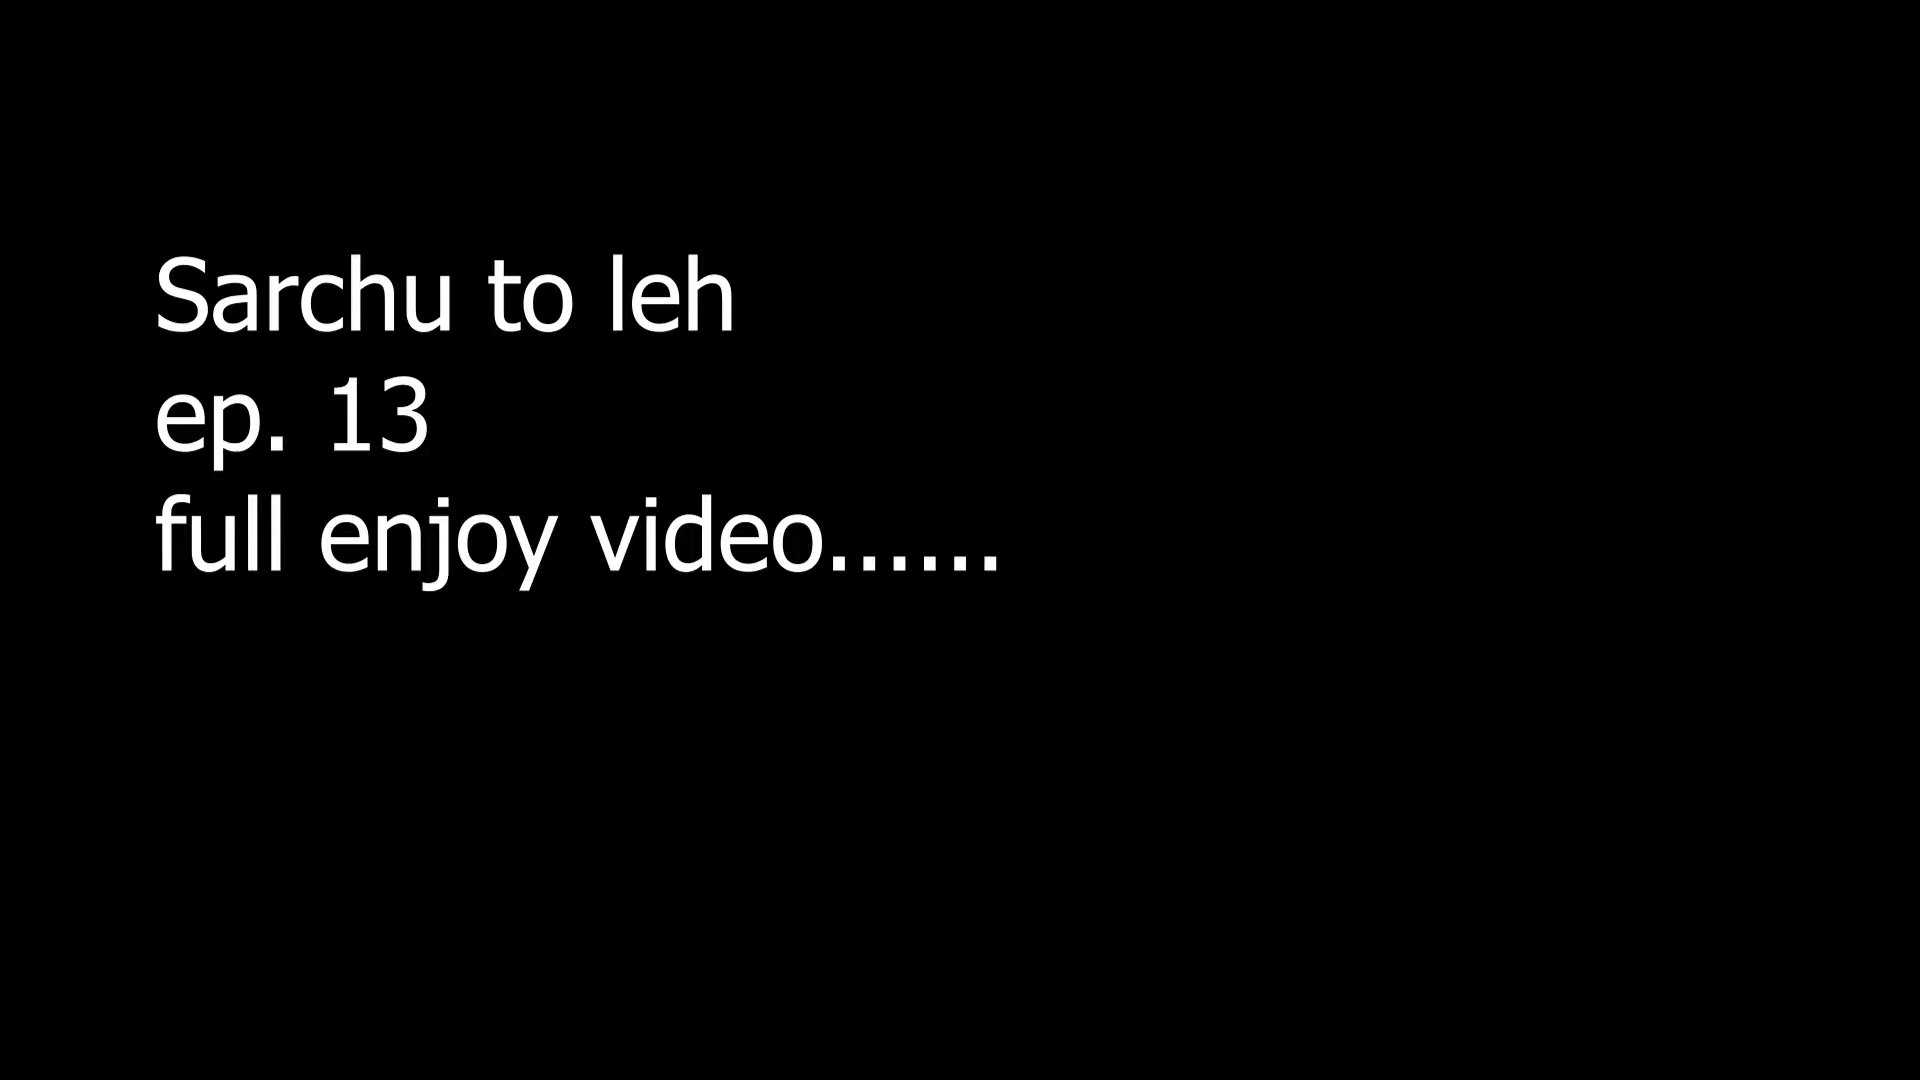 Sarchu to leh
ep. 13
full enjoy video......